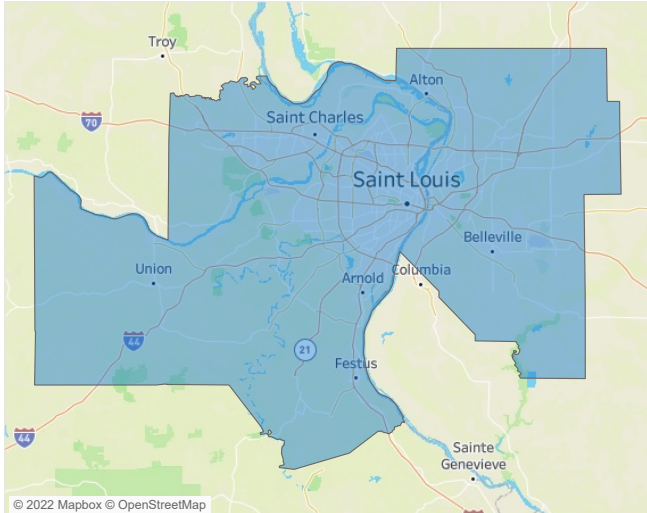 Troy
Alton
70
Saint Charles
Saint Louis
Belleville
Union
Arnold
Columbia
44
21
Festus
44
Sainte
Genevieve
© 2022 Mapbox © OpenStreetMap